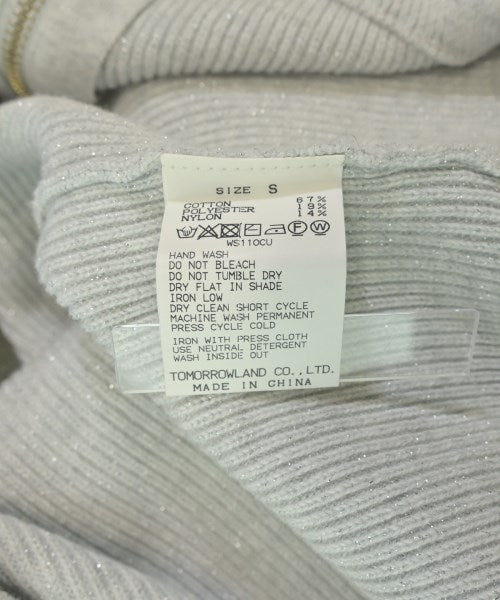 SIZE S
COTTON 67%
POLYESTER 19%
NYLON 14%
F W
WS110CU
HAND WASH
DO NOT BLEACH
DO NOT TUMBLE DRY
DRY FLAT IN SHADE
IRON LOW
DRY CLEAN SHORT CYCLE
MACHINE WASH PERMANENT
PRESS CYCLE COLD
IRON WITH PRESS CLOTH
USE NEUTRAL DETERGENT
WASH INSIDE OUT
TOMORROWLAND CO.,LTD.
MADE IN CHINA